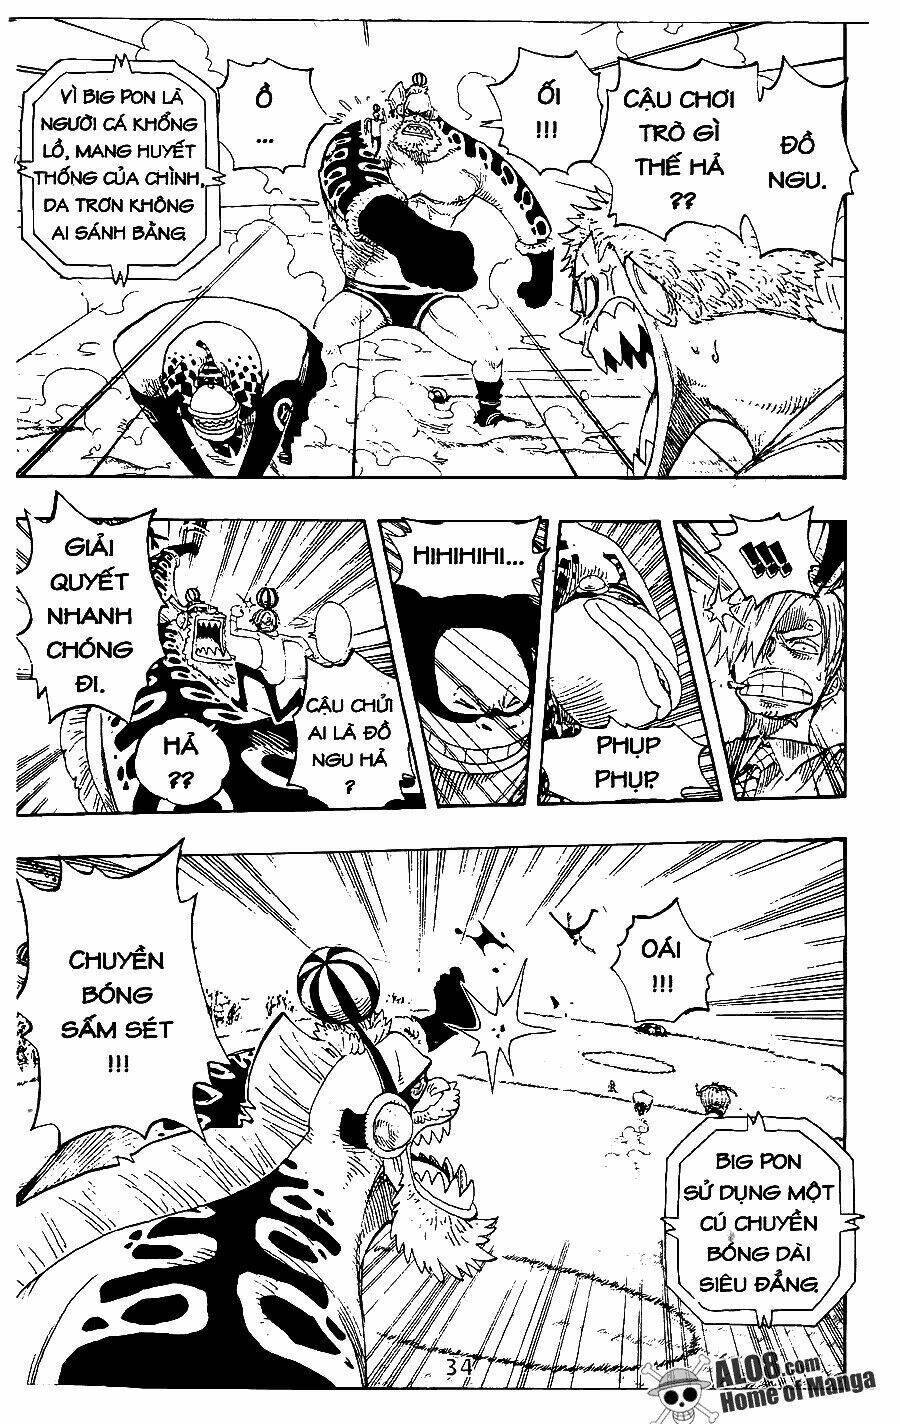 ĐỒ
NGU.
CẬU CHƠI
TRÒ GÌ
THẾ HẢ
??
ỐI
!!!
Ồ
...
VÌ BIG PON LÀ
NGƯỜI CÁ KHỔNG
LỒ, MANG HUYẾT
THỐNG CỦA CHÌNH,
DA TRƠN KHÔNG
AI SÁNH BẰNG.
GIẢI
QUYẾT
NHANH
CHÓNG
ĐI.
HẢ
??
CẬU CHỬI
AI LÀ ĐỒ
NGU HẢ
?
HIHIHIHI...
PHỤP
PHỤP.
!!!
CHUYỀN
BÓNG
SẤM SÉT
!!!
OÁI
!!!
BIG PON
SỬ DỤNG MỘT
CÚ CHUYỀN
BÓNG DÀI
SIÊU ĐẲNG.
34
ALO8.com
Home of Manga